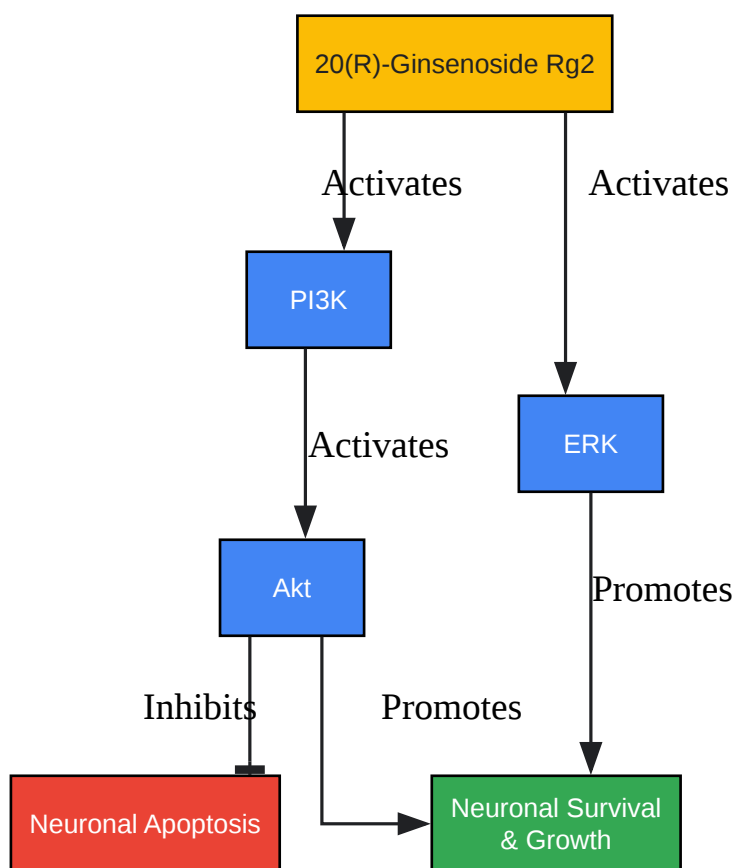 20(R)-Ginsenoside Rg2
Activates
Activates
PI3K
Activates
ERK
Akt
Promotes
Inhibits
Promotes
Neuronal Apoptosis
Neuronal Survival
& Growth